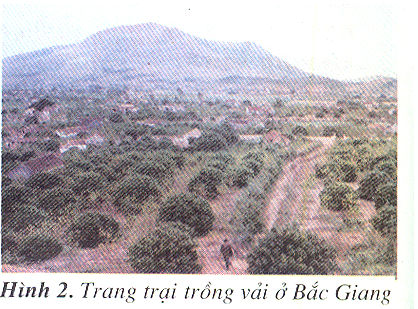 Hình 2. Trang trại trồng vải ở Bắc Giang